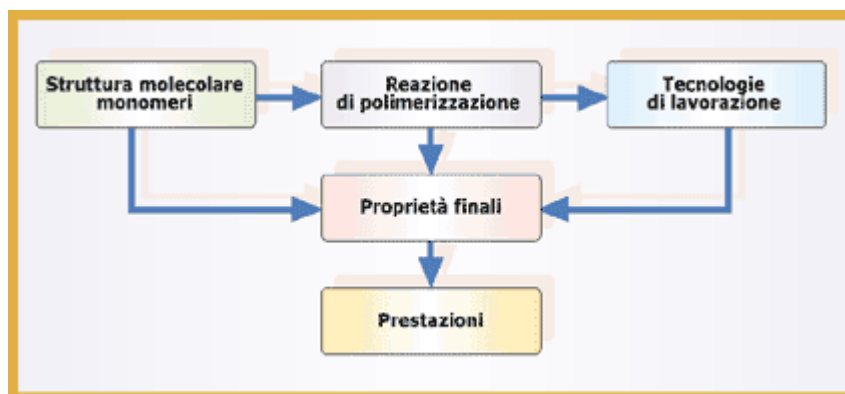 Struttura molecolare
monomeri
Reazione
di polimerizzazione
Tecnologie
di lavorazione
Proprietà finali
Prestazioni